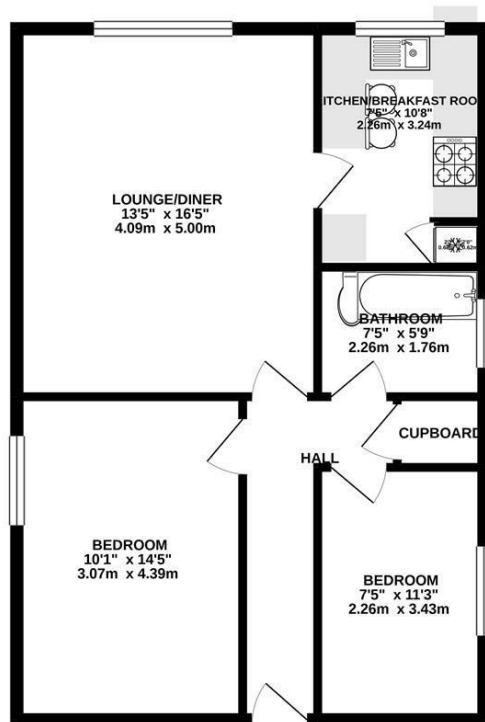 KITCHEN/BREAKFAST ROOM
7'5" x 10'8"
2.26m x 3.24m
LOUNGE/DINER
13'5" x 16'5"
4.09m x 5.00m
BATHROOM
7'5" x 5'9"
2.26m x 1.76m
CUPBOARD
HALL
BEDROOM
10'1" x 14'5"
3.07m x 4.39m
BEDROOM
7'5" x 11'3"
2.26m x 3.43m